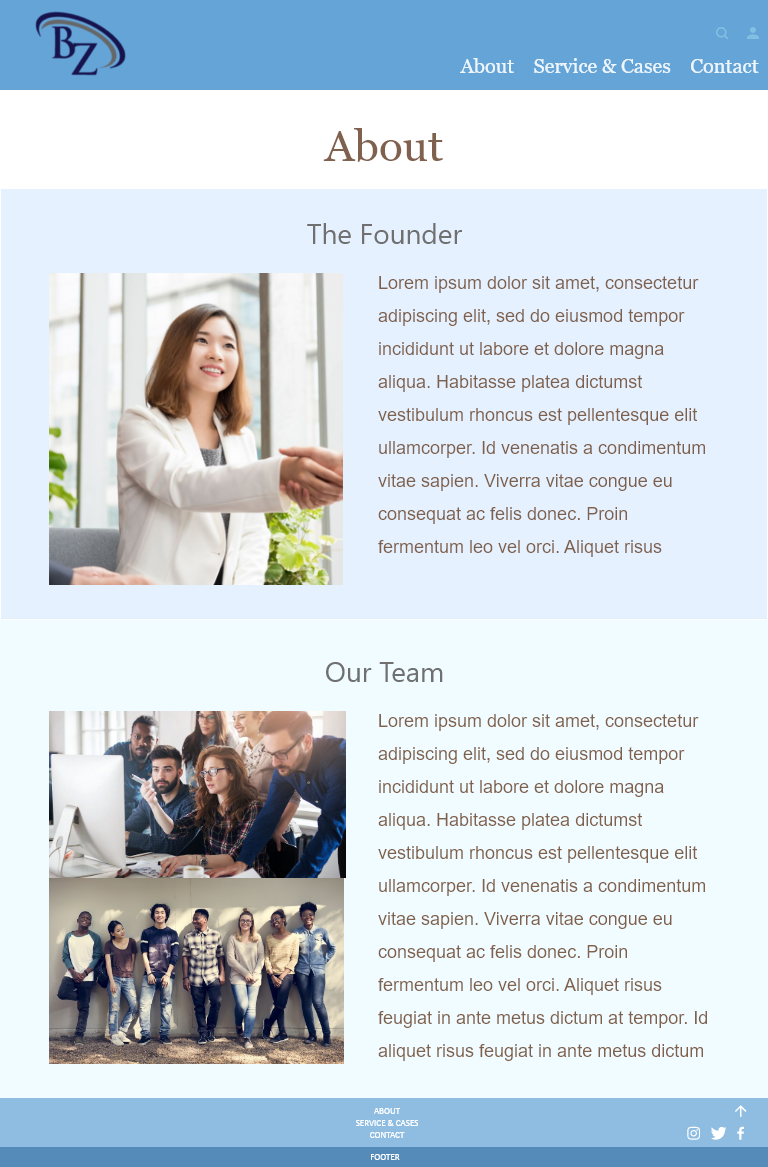 BZ
About Service & Cases Contact
About
The Founder
Lorem ipsum dolor sit amet, consectetur
adipiscing elit, sed do eiusmod tempor
incididunt ut labore et dolore magna
aliqua. Habitasse platea dictumst
vestibulum rhoncus est pellentesque elit
ullamcorper. Id venenatis a condimentum
vitae sapien. Viverra vitae congue eu
consequat ac felis donec. Proin
fermentum leo vel orci. Aliquet risus
Our Team
Lorem ipsum dolor sit amet, consectetur
adipiscing elit, sed do eiusmod tempor
incididunt ut labore et dolore magna
aliqua. Habitasse platea dictumst
vestibulum rhoncus est pellentesque elit
ullamcorper. Id venenatis a condimentum
vitae sapien. Viverra vitae congue eu
consequat ac felis donec. Proin
fermentum leo vel orci. Aliquet risus
feugiat in ante metus dictum at tempor. Id
aliquet risus feugiat in ante metus dictum
ABOUT
SERVICE & CASES
CONTACT
FOOTER